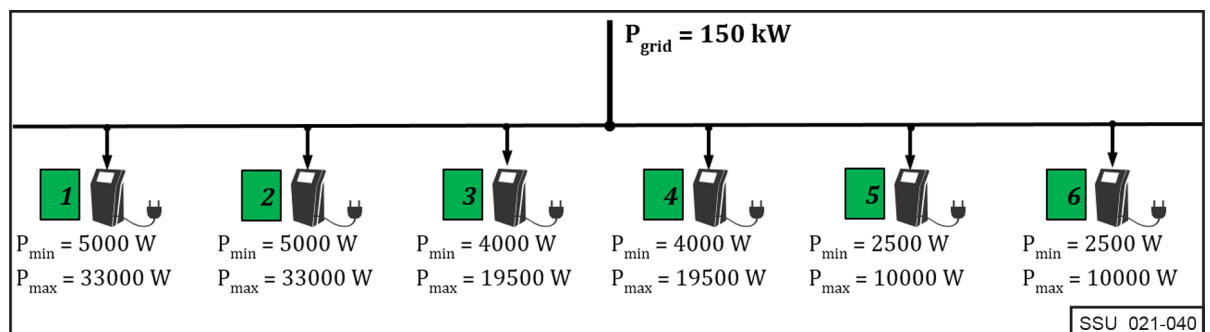 P_grid = 150 kW
1 2 3 4 5 6
P_min = 5000 W P_min = 5000 W P_min = 4000 W P_min = 4000 W P_min = 2500 W P_min = 2500 W
P_max = 33000 W P_max = 33000 W P_max = 19500 W P_max = 19500 W P_max = 10000 W P_max = 10000 W
SSU 021-040